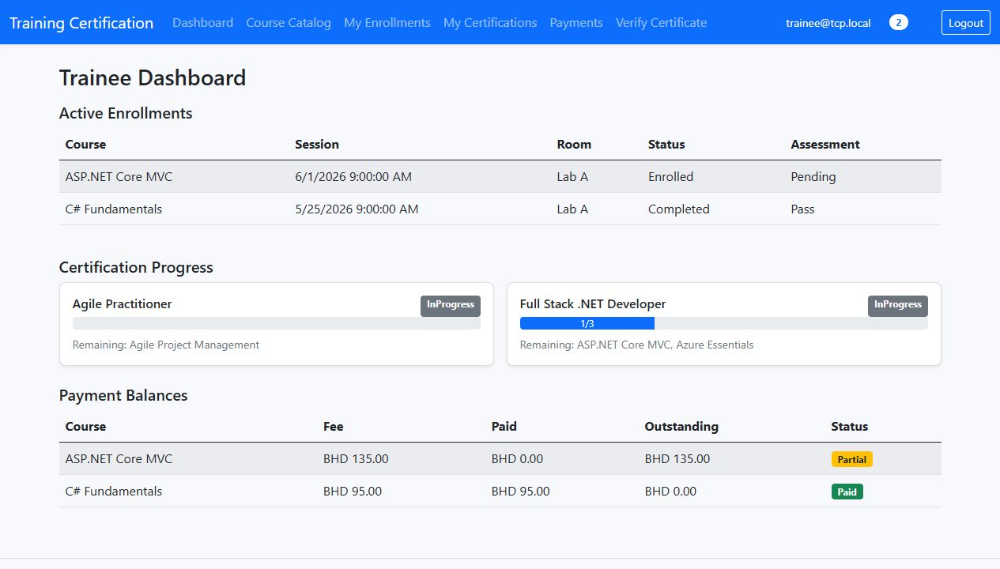 Training Certification Dashboard Course Catalog My Enrollments My Certifications Payments Verify Certificate trainee@tcp.local 2 Logout
Trainee Dashboard
Active Enrollments
Course Session Room Status Assessment
ASP.NET Core MVC 6/1/2026 9:00:00 AM Lab A Enrolled Pending
C# Fundamentals 5/25/2026 9:00:00 AM Lab A Completed Pass
Certification Progress
Agile Practitioner InProgress
Remaining: Agile Project Management
Full Stack .NET Developer InProgress
1/3
Remaining: ASP.NET Core MVC, Azure Essentials
Payment Balances
Course Fee Paid Outstanding Status
ASP.NET Core MVC BHD 135.00 BHD 0.00 BHD 135.00 Partial
C# Fundamentals BHD 95.00 BHD 95.00 BHD 0.00 Paid